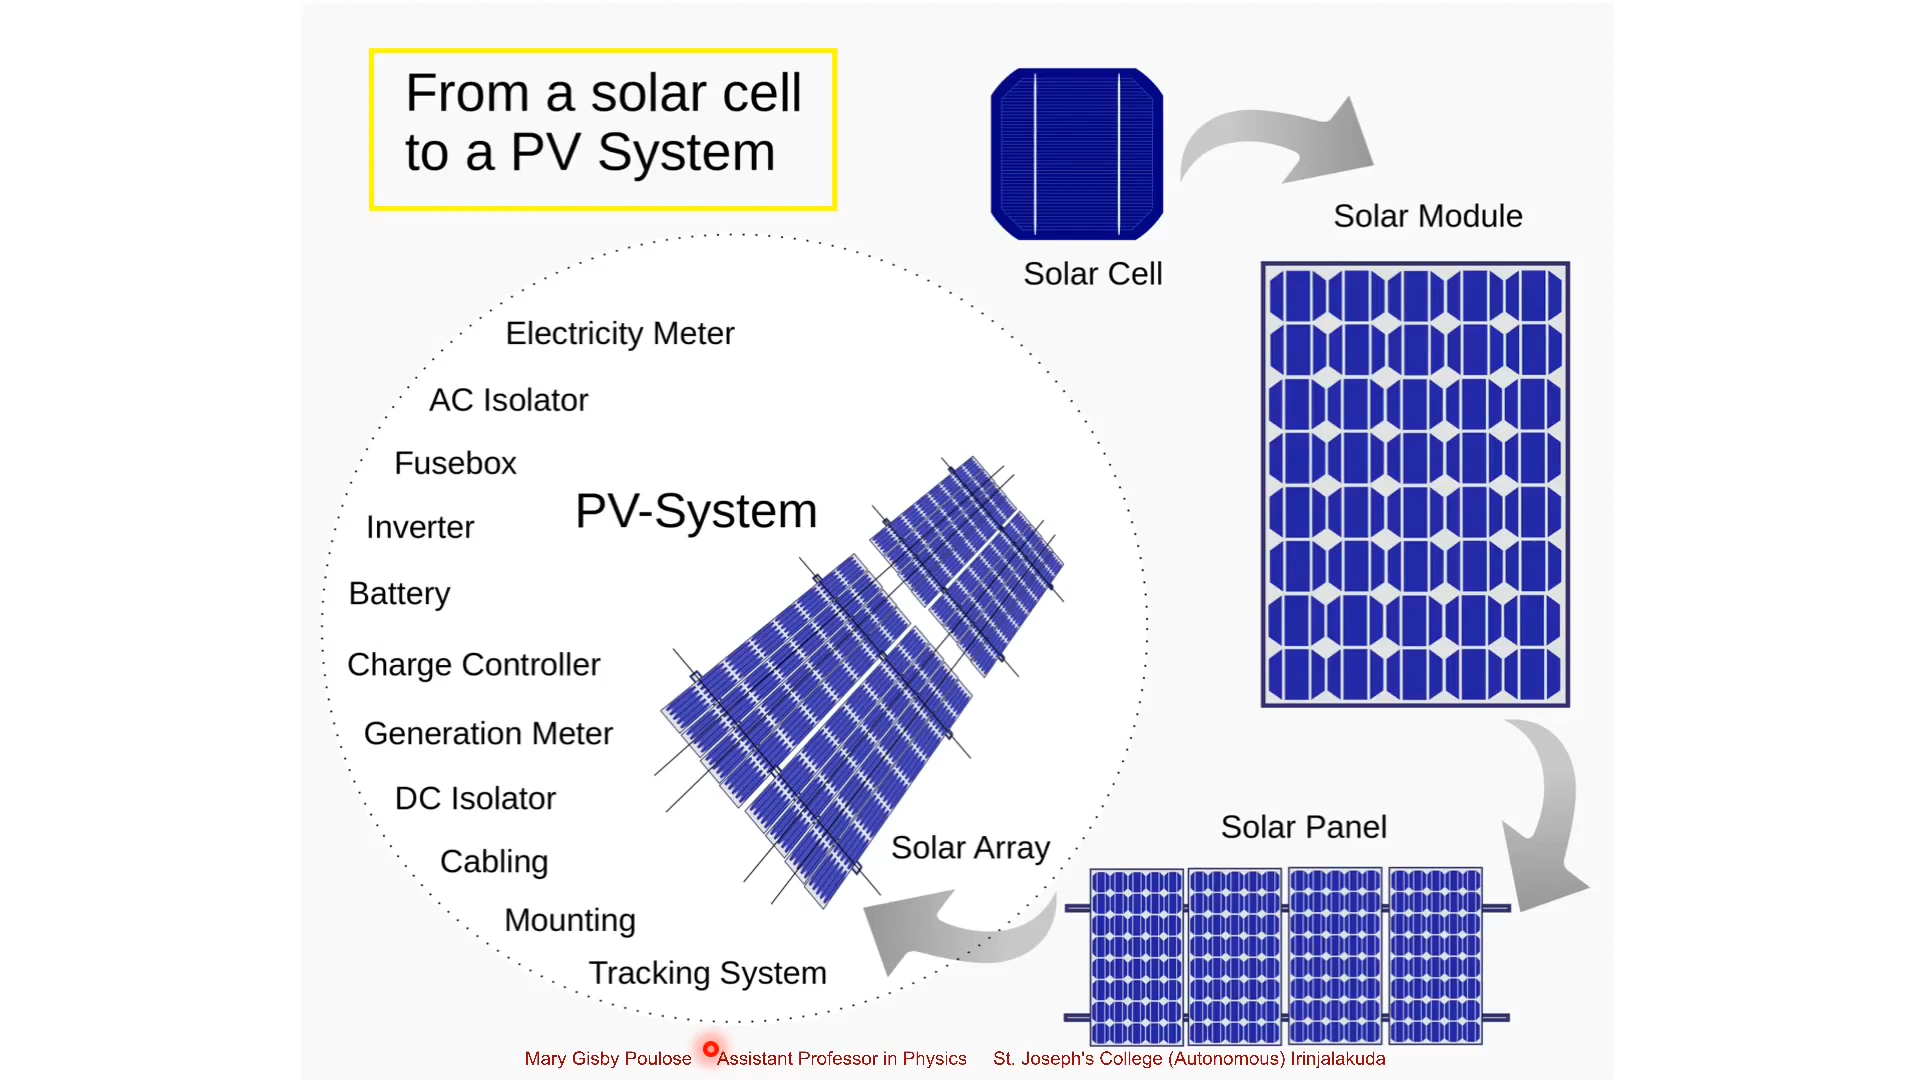 From a solar cell
to a PV System
Solar Cell
Solar Module
Solar Panel
Solar Array
PV-System
Electricity Meter
AC Isolator
Fusebox
Inverter
Battery
Charge Controller
Generation Meter
DC Isolator
Cabling
Mounting
Tracking System
Mary Gisby Poulose Assistant Professor in Physics St. Joseph's College (Autonomous) Irinjalakuda